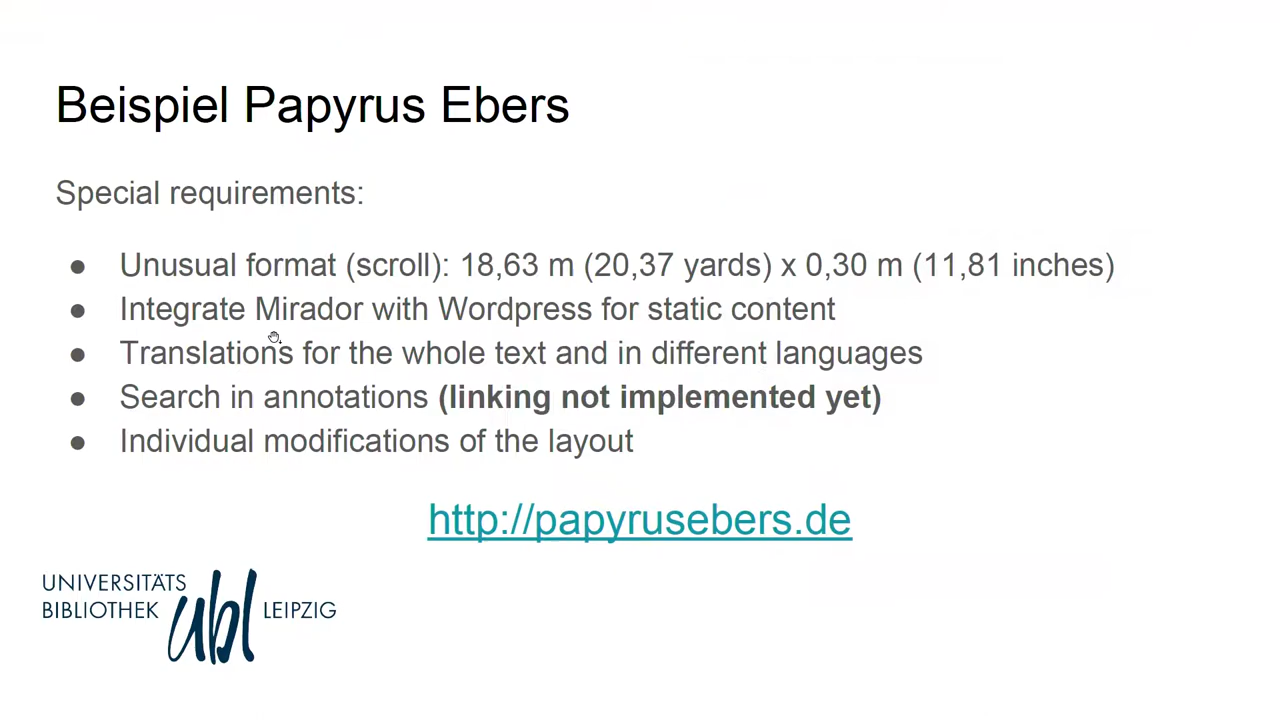 Beispiel Papyrus Ebers
Special requirements:
● Unusual format (scroll): 18,63 m (20,37 yards) x 0,30 m (11,81 inches)
● Integrate Mirador with Wordpress for static content
● Translations for the whole text and in different languages
● Search in annotations (linking not implemented yet)
● Individual modifications of the layout
http://papyrusebers.de
UNIVERSITÄTS
BIBLIOTHEK ubl LEIPZIG